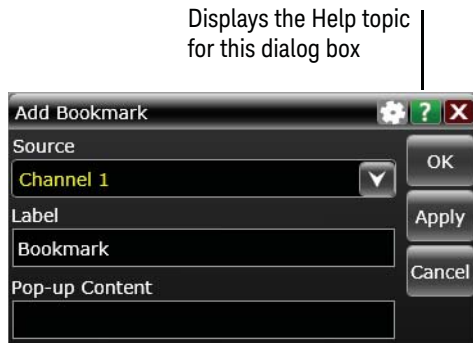 Displays the Help topic
for this dialog box
Add Bookmark
?
X
Source
OK
Channel 1
Label
Apply
Bookmark
Cancel
Pop-up Content